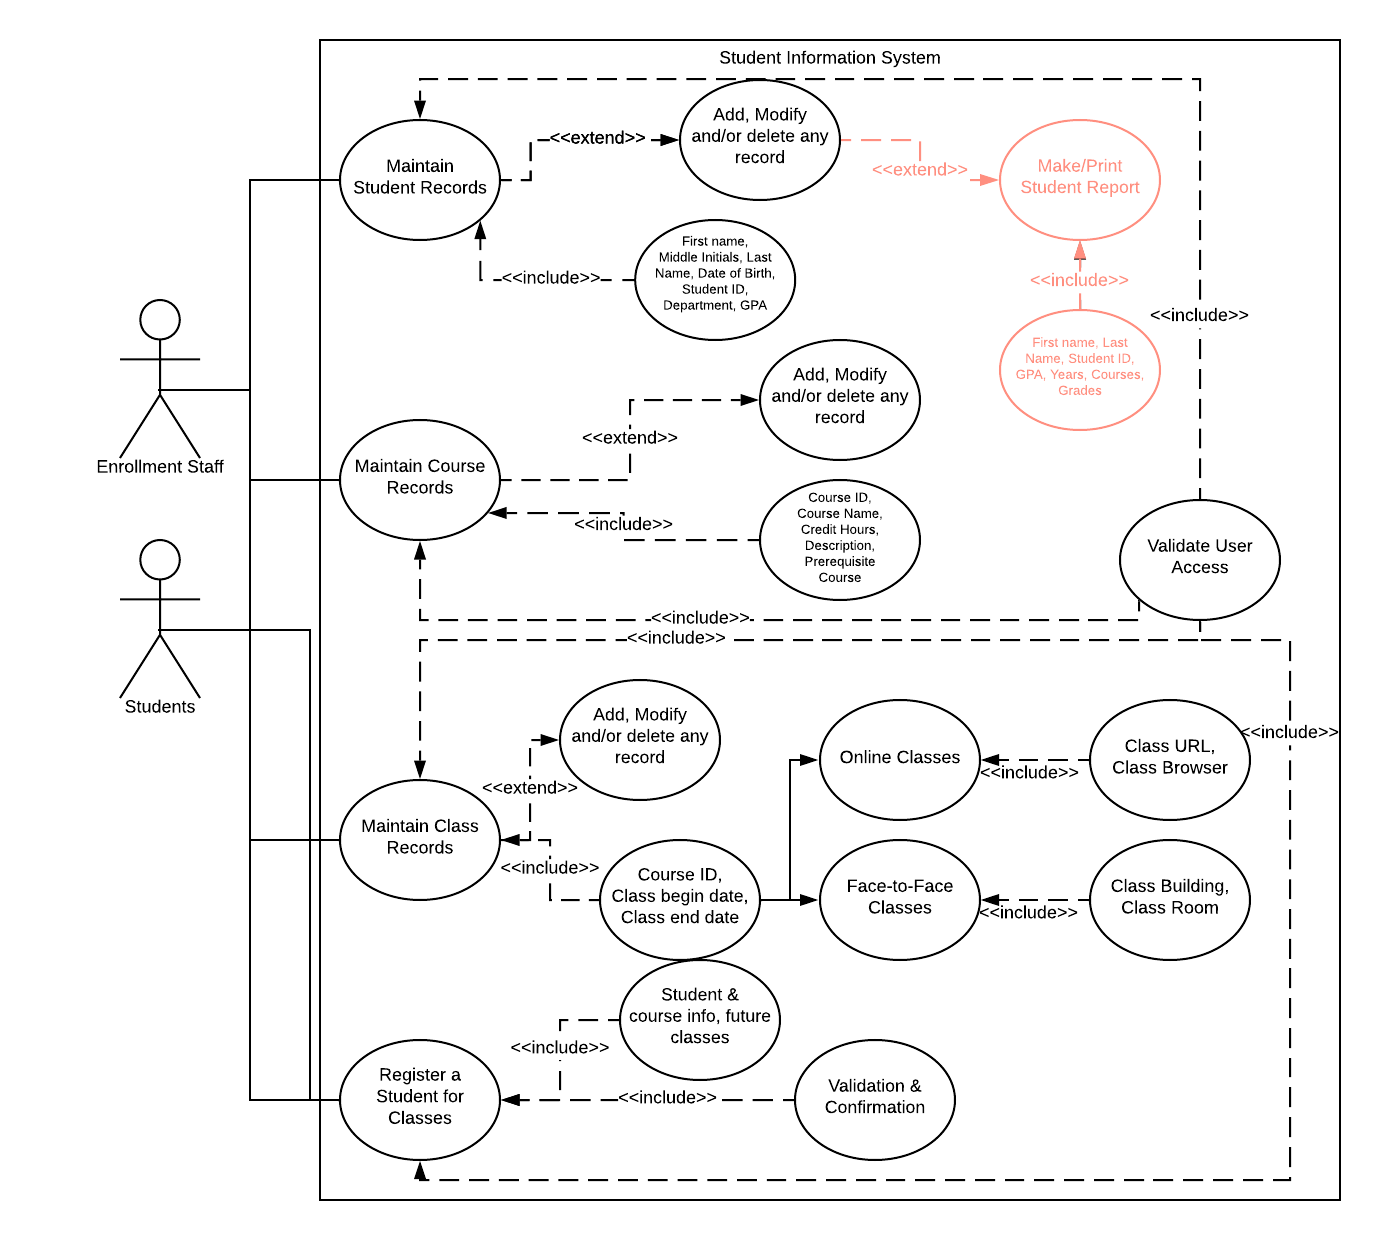 Student Information System
Maintain
Student Records
<<extend>>
Add, Modify
and/or delete any
record
<<extend>>
Make/Print
Student Report
<<include>>
First name,
Middle Initials, Last
Name, Date of Birth,
Student ID,
Department, GPA
<<include>>
First name, Last
Name, Student ID,
GPA, Years, Courses,
Grades
<<include>>
Enrollment Staff
Maintain Course
Records
<<extend>>
Add, Modify
and/or delete any
record
<<include>>
Course ID,
Course Name,
Credit Hours,
Description,
Prerequisite
Course
Validate User
Access
<<include>>
<<include>>
Students
Add, Modify
and/or delete any
record
<<extend>>
Maintain Class
Records
<<include>>
Course ID,
Class begin date,
Class end date
Online Classes
<<include>>
Class URL,
Class Browser
<<include>>
Face-to-Face
Classes
<<include>>
Class Building,
Class Room
Student &
course info, future
classes
<<include>>
Register a
Student for
Classes
<<include>>
Validation &
Confirmation